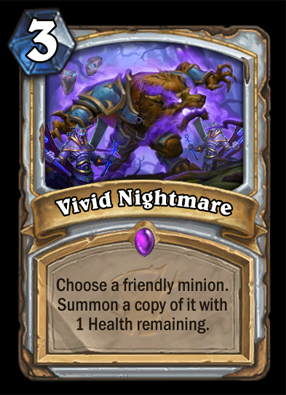 3
Vivid Nightmare
Choose a friendly minion.
Summon a copy of it with
1 Health remaining.